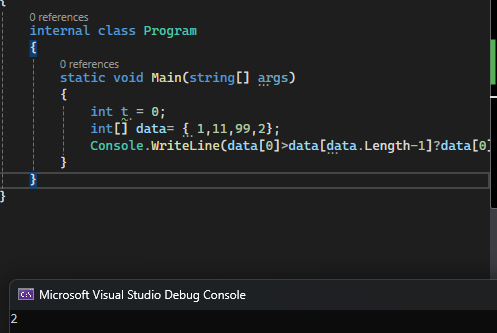 {
0 references
internal class Program
{
0 references
static void Main(string[] args)
{
int t = 0;
int[] data= { 1,11,99,2};
Console.WriteLine(data[0]>data[data.Length-1]?data[0]
}
}
}
Microsoft Visual Studio Debug Console
2